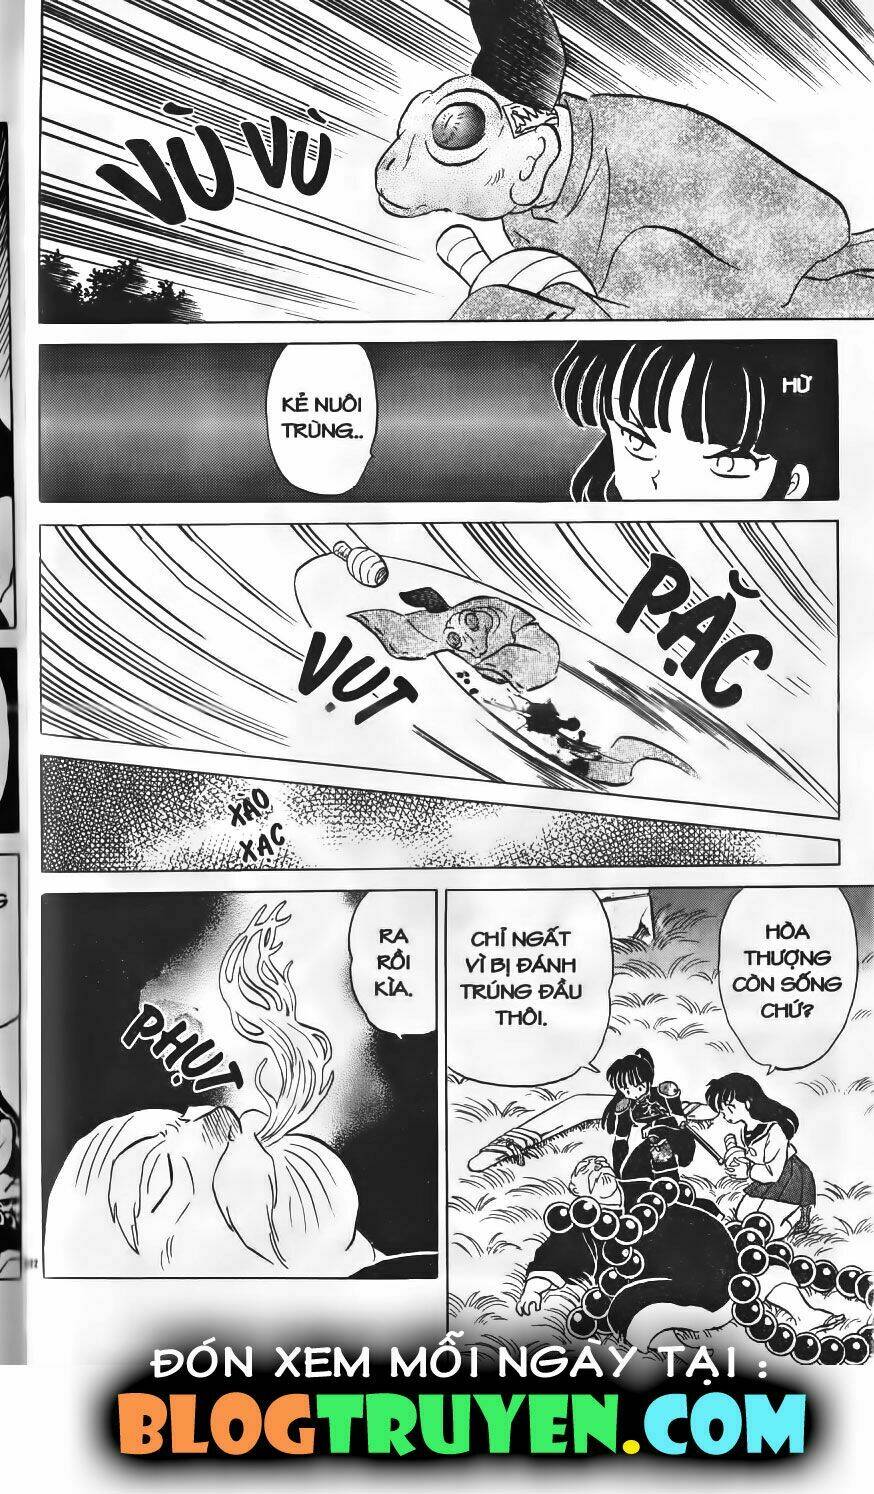 VÙ VÙ
HỪ
KẺ NUÔI
TRÙNG...
PẶC
VỤT
XÀO
XẠC
HÒA
THƯỢNG
CÒN SỐNG
CHỨ?
CHỈ NGẤT
VÌ BỊ ĐÁNH
TRÚNG ĐẦU
THÔI.
RA
RỒI
KÌA.
PHỤT
ĐÓN XEM MỖI NGÀY TẠI :
BLOGTRUYEN.COM